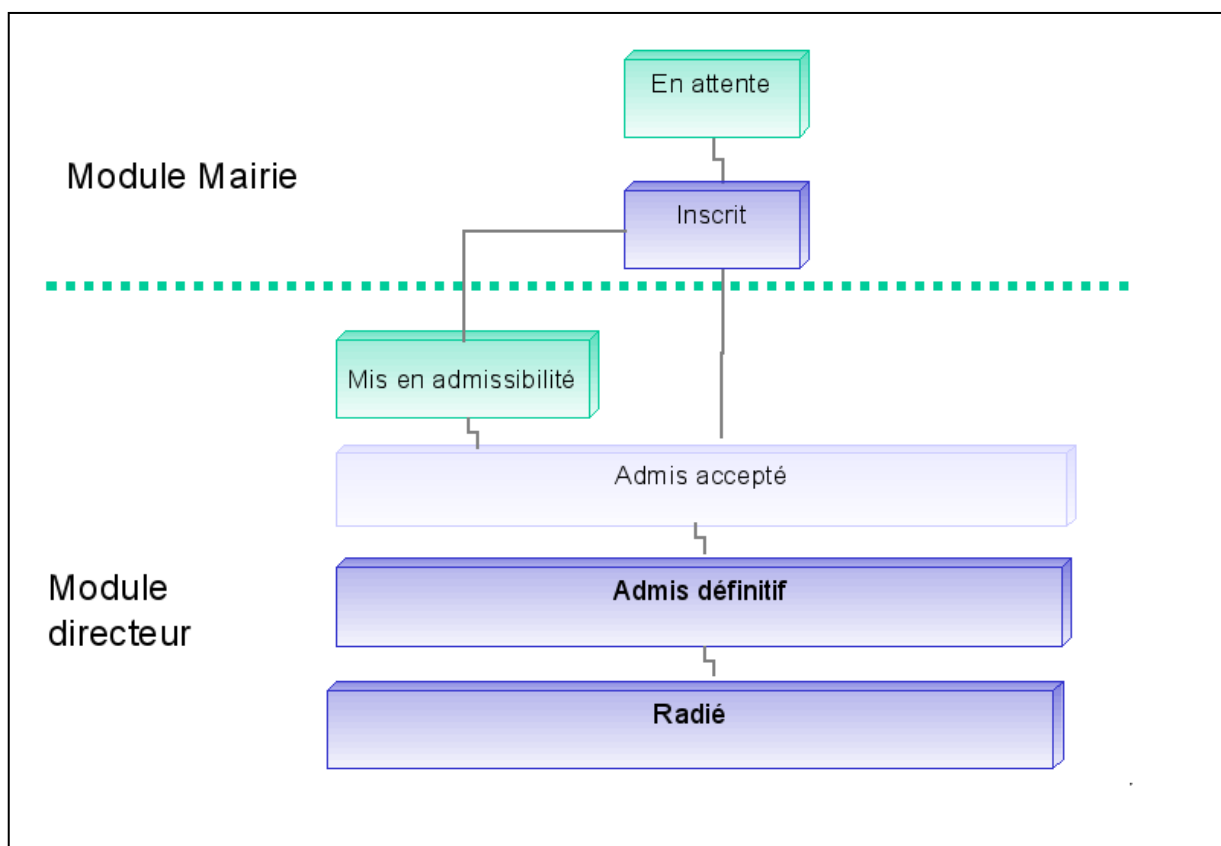 En attente
Module Mairie
Inscrit
Mis en admissibilité
Admis accepté
Module
directeur
Admis définitif
Radié